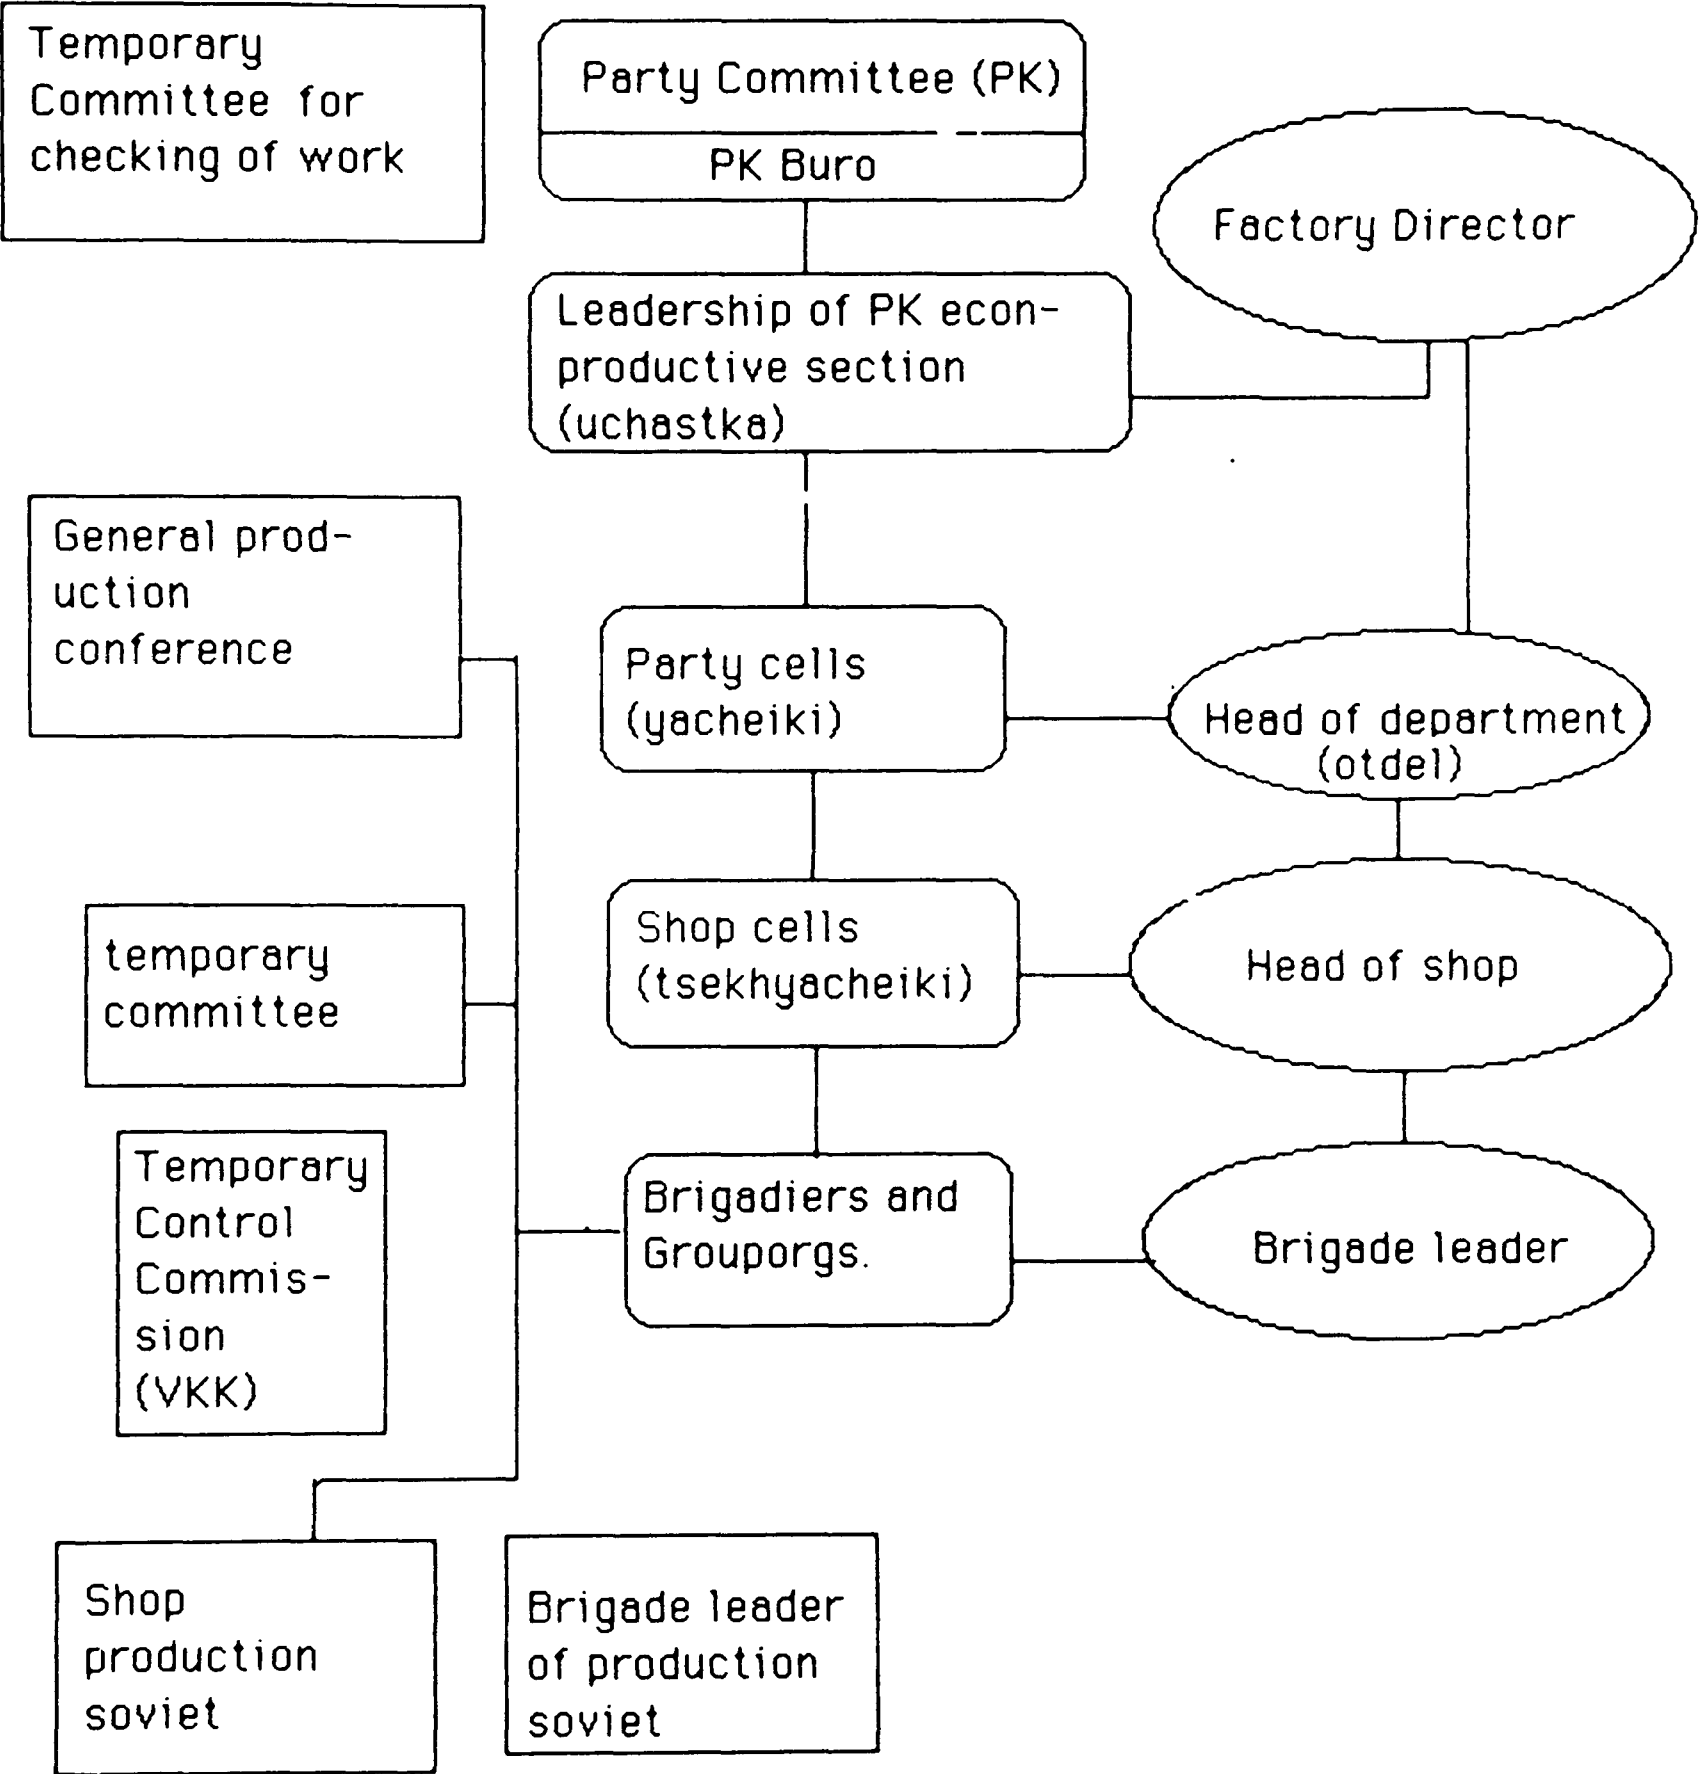 Temporary
Committee for
checking of work
Party Committee (PK)
PK Buro
Factory Director
Leadership of PK econ-
productive section
(uchastka)
General prod-
uction
conference
Party cells
(yacheiki)
Head of department
(otdel)
temporary
committee
Shop cells
(tsekhyacheiki)
Head of shop
Temporary
Control
Commis-
sion
(VKK)
Brigadiers and
Grouporgs.
Brigade leader
Shop
production
soviet
Brigade leader
of production
soviet